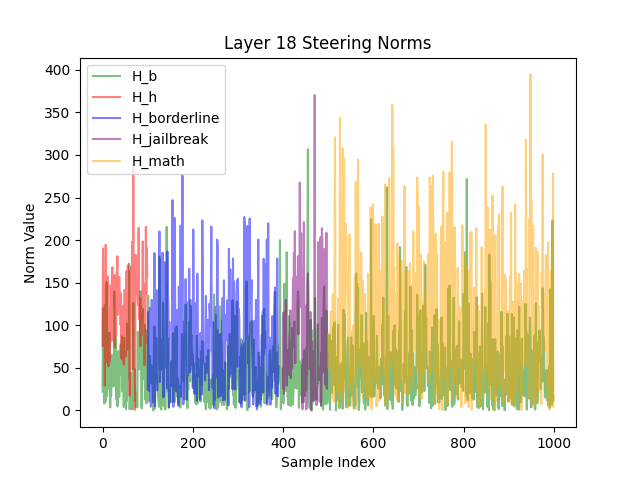 Layer 18 Steering Norms
400
350
300
250
200
150
100
50
0
Norm Value
H_b
H_h
H_borderline
H_jailbreak
H_math
0 200 400 600 800 1000
Sample Index